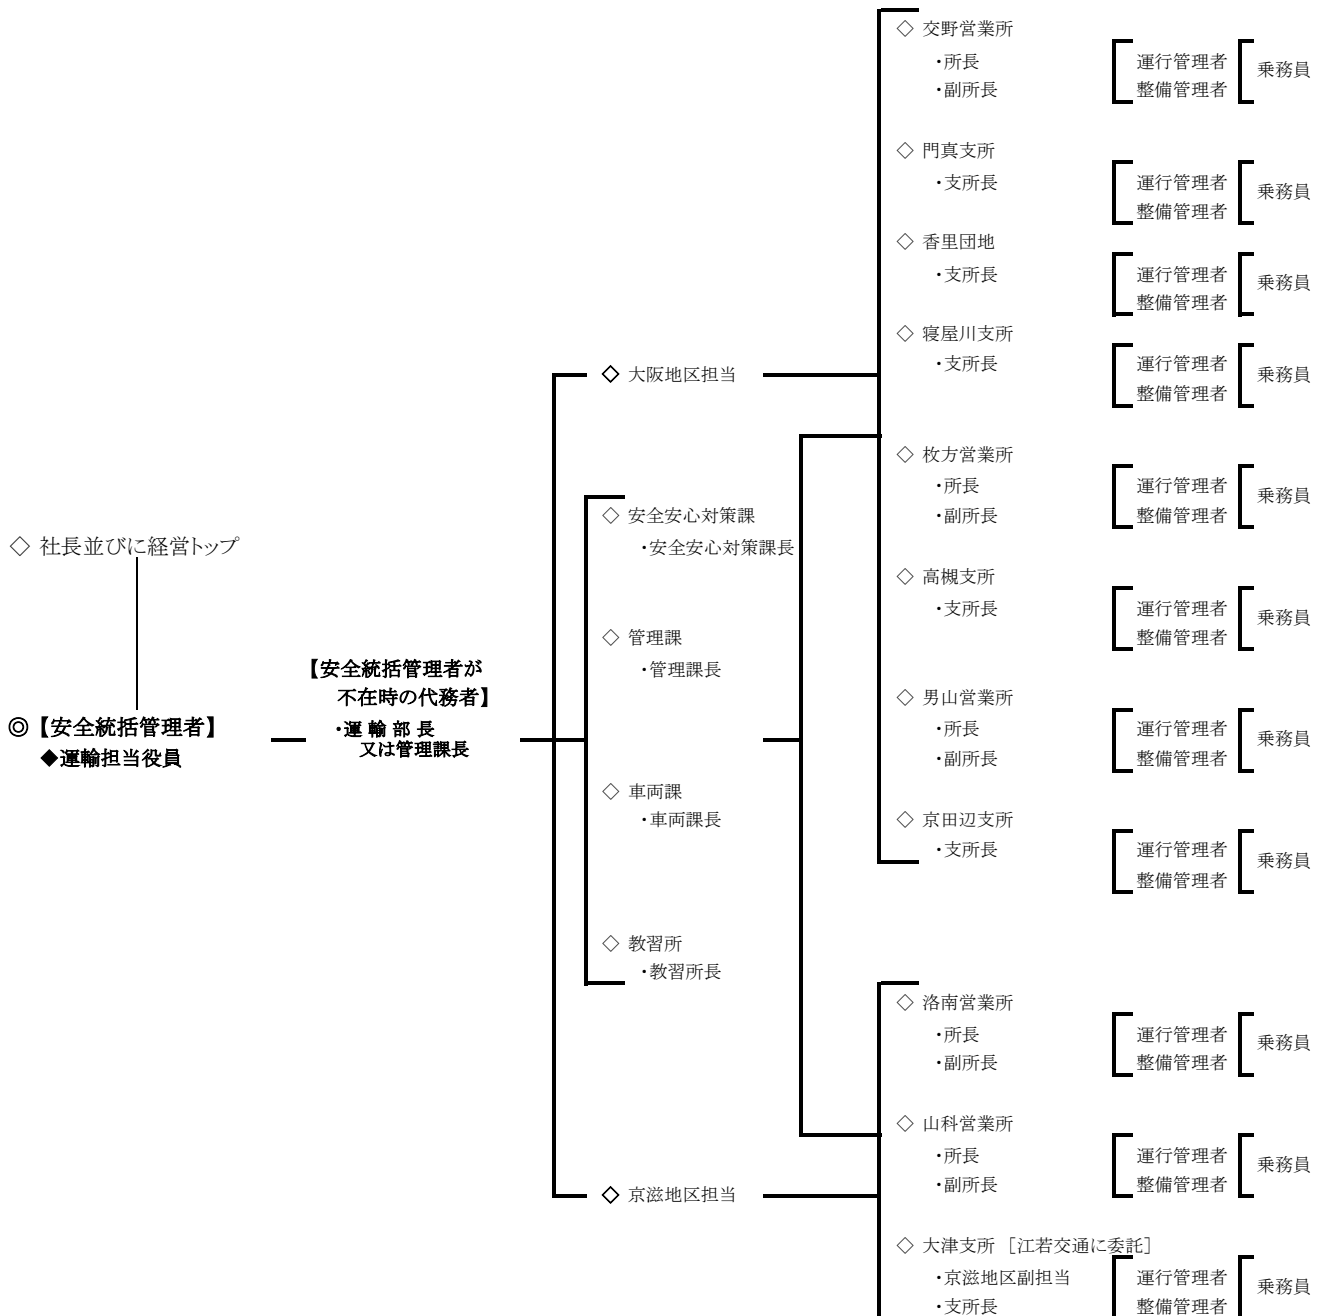 ◇ 社長並びに経営トップ
◎【安全統括管理者】
◆運輸担当役員
【安全統括管理者が
不在時の代務者】
・運 輸 部 長
又は管理課長
◇ 大阪地区担当
◇ 安全安心対策課
・安全安心対策課長
◇ 管理課
・管理課長
◇ 車両課
・車両課長
◇ 教習所
・教習所長
◇ 京滋地区担当
◇ 交野営業所
・所長
・副所長
運行管理者
整備管理者
乗務員
◇ 門真支所
・支所長
運行管理者
整備管理者
乗務員
◇ 香里団地
・支所長
運行管理者
整備管理者
乗務員
◇ 寝屋川支所
・支所長
運行管理者
整備管理者
乗務員
◇ 枚方営業所
・所長
・副所長
運行管理者
整備管理者
乗務員
◇ 高槻支所
・支所長
運行管理者
整備管理者
乗務員
◇ 男山営業所
・所長
・副所長
運行管理者
整備管理者
乗務員
◇ 京田辺支所
・支所長
運行管理者
整備管理者
乗務員
◇ 洛南営業所
・所長
・副所長
運行管理者
整備管理者
乗務員
◇ 山科営業所
・所長
・副所長
運行管理者
整備管理者
乗務員
◇ 大津支所 [江若交通に委託]
・京滋地区副担当
・支所長
運行管理者
整備管理者
乗務員